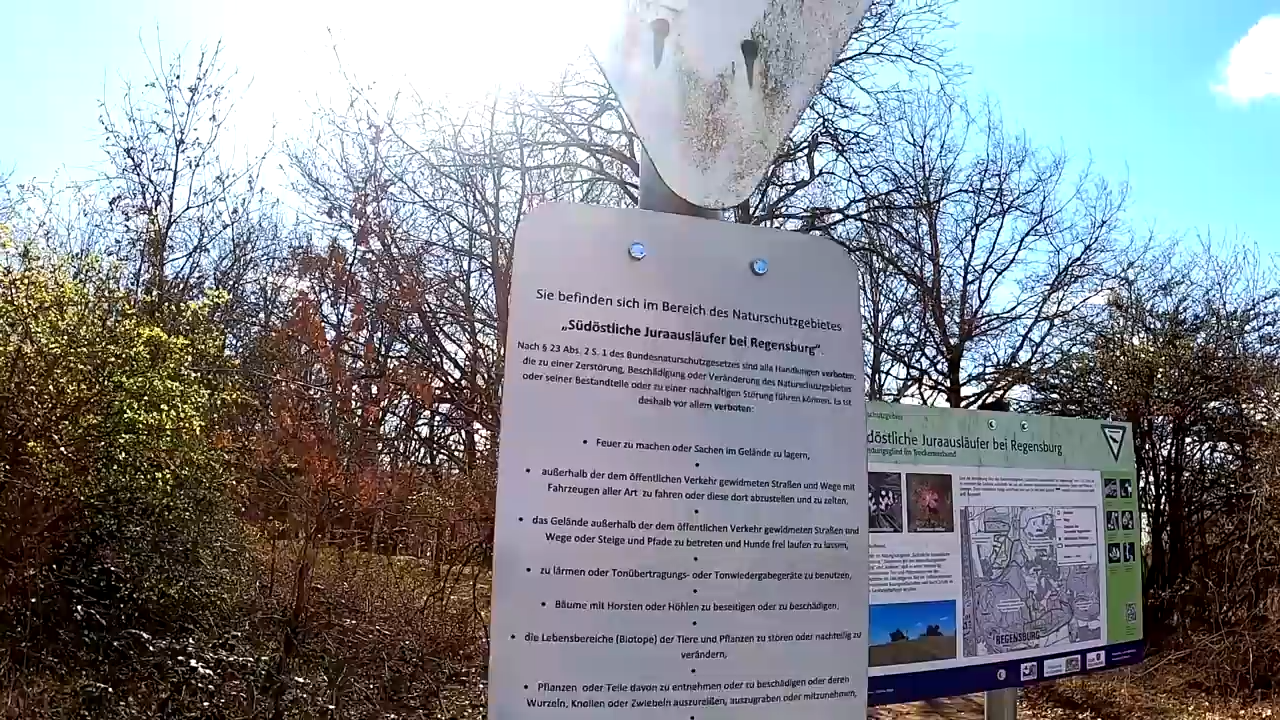 Sie befinden sich im Bereich des Naturschutzgebietes
„Südöstliche Juraausläufer bei Regensburg“.
Nach § 23 Abs. 2 S. 1 des Bundesnaturschutzgesetzes sind alle Handlungen verboten,
die zu einer Zerstörung, Beschädigung oder Veränderung des Naturschutzgebietes
oder seiner Bestandteile oder zu einer nachhaltigen Störung führen können. Es ist
deshalb vor allem verboten:
• Feuer zu machen oder Sachen im Gelände zu lagern,
• außerhalb der dem öffentlichen Verkehr gewidmeten Straßen und Wege mit
Fahrzeugen aller Art zu fahren oder diese dort abzustellen und zu zelten,
• das Gelände außerhalb der dem öffentlichen Verkehr gewidmeten Straßen und
Wege oder Steige und Pfade zu betreten und Hunde frei laufen zu lassen,
• zu lärmen oder Tonübertragungs- oder Tonwiedergabegeräte zu benutzen,
• Bäume mit Horsten oder Höhlen zu beseitigen oder zu beschädigen,
• die Lebensbereiche (Biotope) der Tiere und Pflanzen zu stören oder nachteilig zu
verändern,
• Pflanzen oder Teile davon zu entnehmen oder zu beschädigen oder deren
Wurzeln, Knollen oder Zwiebeln auszureißen, auszugraben oder mitzunehmen,
döstliche Juraausläufer bei Regensburg
REGENSBURG